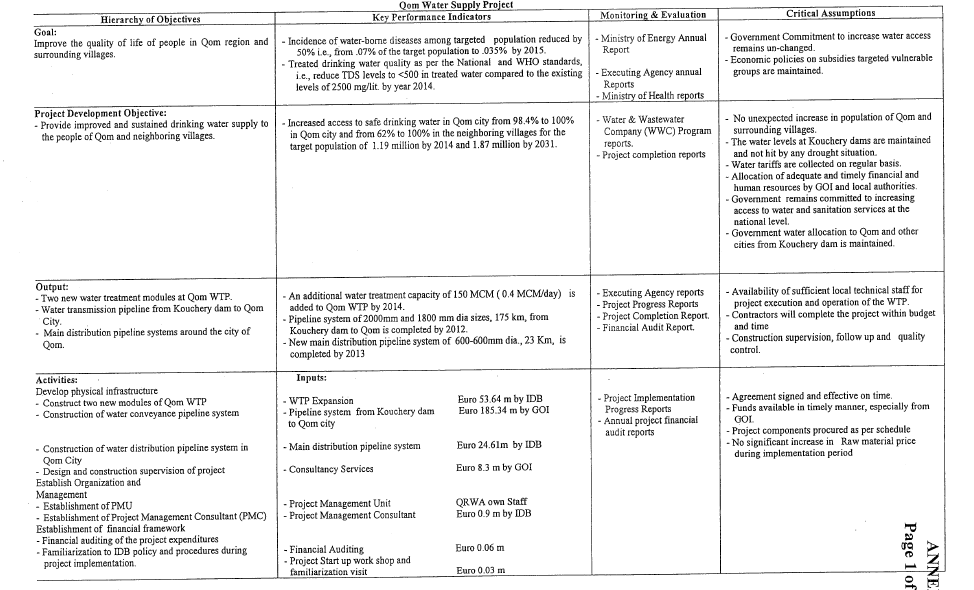 Qom Water Supply Project
Hierarchy of Objectives
Key Performance Indicators
Monitoring & Evaluation
Critical Assumptions
Goal:
Improve the quality of life of people in Qom region and
surrounding villages.
- Incidence of water-borne diseases among targeted population reduced by
50% i.e., from .07% of the target population to .035% by 2015.
- Treated drinking water quality as per the National and WHO standards,
i.e., reduce TDS levels to <500 in treated water compared to the existing
levels of 2500 mg/lit. by year 2014.
- Ministry of Energy Annual
Report
- Executing Agency annual
Reports
- Ministry of Health reports
- Government Commitment to increase water access
remains un-changed.
- Economic policies on subsidies targeted vulnerable
groups are maintained.
Project Development Objective:
- Provide improved and sustained drinking water supply to
the people of Qom and neighboring villages.
- Increased access to safe drinking water in Qom city from 98.4% to 100%
in Qom city and from 62% to 100% in the neighboring villages for the
target population of 1.19 million by 2014 and 1.87 million by 2031.
- Water & Wastewater
Company (WWC) Program
reports.
- Project completion reports
- No unexpected increase in population of Qom and
surrounding villages.
- The water levels at Kouchery dams are maintained
and not hit by any drought situation.
- Water tariffs are collected on regular basis.
- Allocation of adequate and timely financial and
human resources by GOI and local authorities.
- Government remains committed to increasing
access to water and sanitation services at the
national level.
- Government water allocation to Qom and other
cities from Kouchery dam is maintained.
Output:
- Two new water treatment modules at Qom WTP.
- Water transmission pipeline from Kouchery dam to Qom
City.
- Main distribution pipeline systems around the city of
Qom.
- An additional water treatment capacity of 150 MCM ( 0.4 MCM/day) is
added to Qom WTP by 2014.
- Pipeline system of 2000mm and 1800 mm dia sizes, 175 km, from
Kouchery dam to Qom is completed by 2012.
- New main distribution pipeline system of 600-600mm dia., 23 Km, is
completed by 2013
- Executing Agency reports
- Project Progress Reports
- Project Completion Report.
- Financial Audit Report.
- Availability of sufficient local technical staff for
project execution and operation of the WTP.
- Contractors will complete the project within budget
and time
- Construction supervision, follow up and quality
control.
Activities:
Develop physical infrastructure
- Construct two new modules of Qom WTP
- Construction of water conveyance pipeline system
- Construction of water distribution pipeline system in
Qom City
- Design and construction supervision of project
Establish Organization and
Management
- Establishment of PMU
- Establishment of Project Management Consultant (PMC)
Establishment of financial framework
- Financial auditing of the project expenditures
- Familiarization to IDB policy and procedures during
project implementation.
Inputs:
- WTP Expansion Euro 53.64 m by IDB
- Pipeline system from Kouchery dam Euro 185.34 m by GOI
to Qom city
- Main distribution pipeline system Euro 24.61m by IDB
- Consultancy Services Euro 8.3 m by GOI
- Project Management Unit QRWA own Staff
- Project Management Consultant Euro 0.9 m by IDB
- Financial Auditing Euro 0.06 m
- Project Start up work shop and
familiarization visit Euro 0.03 m
- Project Implementation
Progress Reports
- Annual project financial
audit reports
- Agreement signed and effective on time.
- Funds available in timely manner, especially from
GOI.
- Project components procured as per schedule
- No significant increase in Raw material price
during implementation period
ANNE
Page 1 of